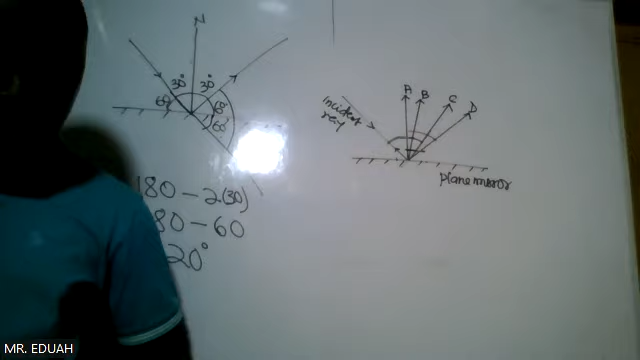 N
30° 30°
60° 60°
60°
180 - 2(30)
80 - 60
20°
A B C D
incident
ray
plane mirror
MR. EDUAH